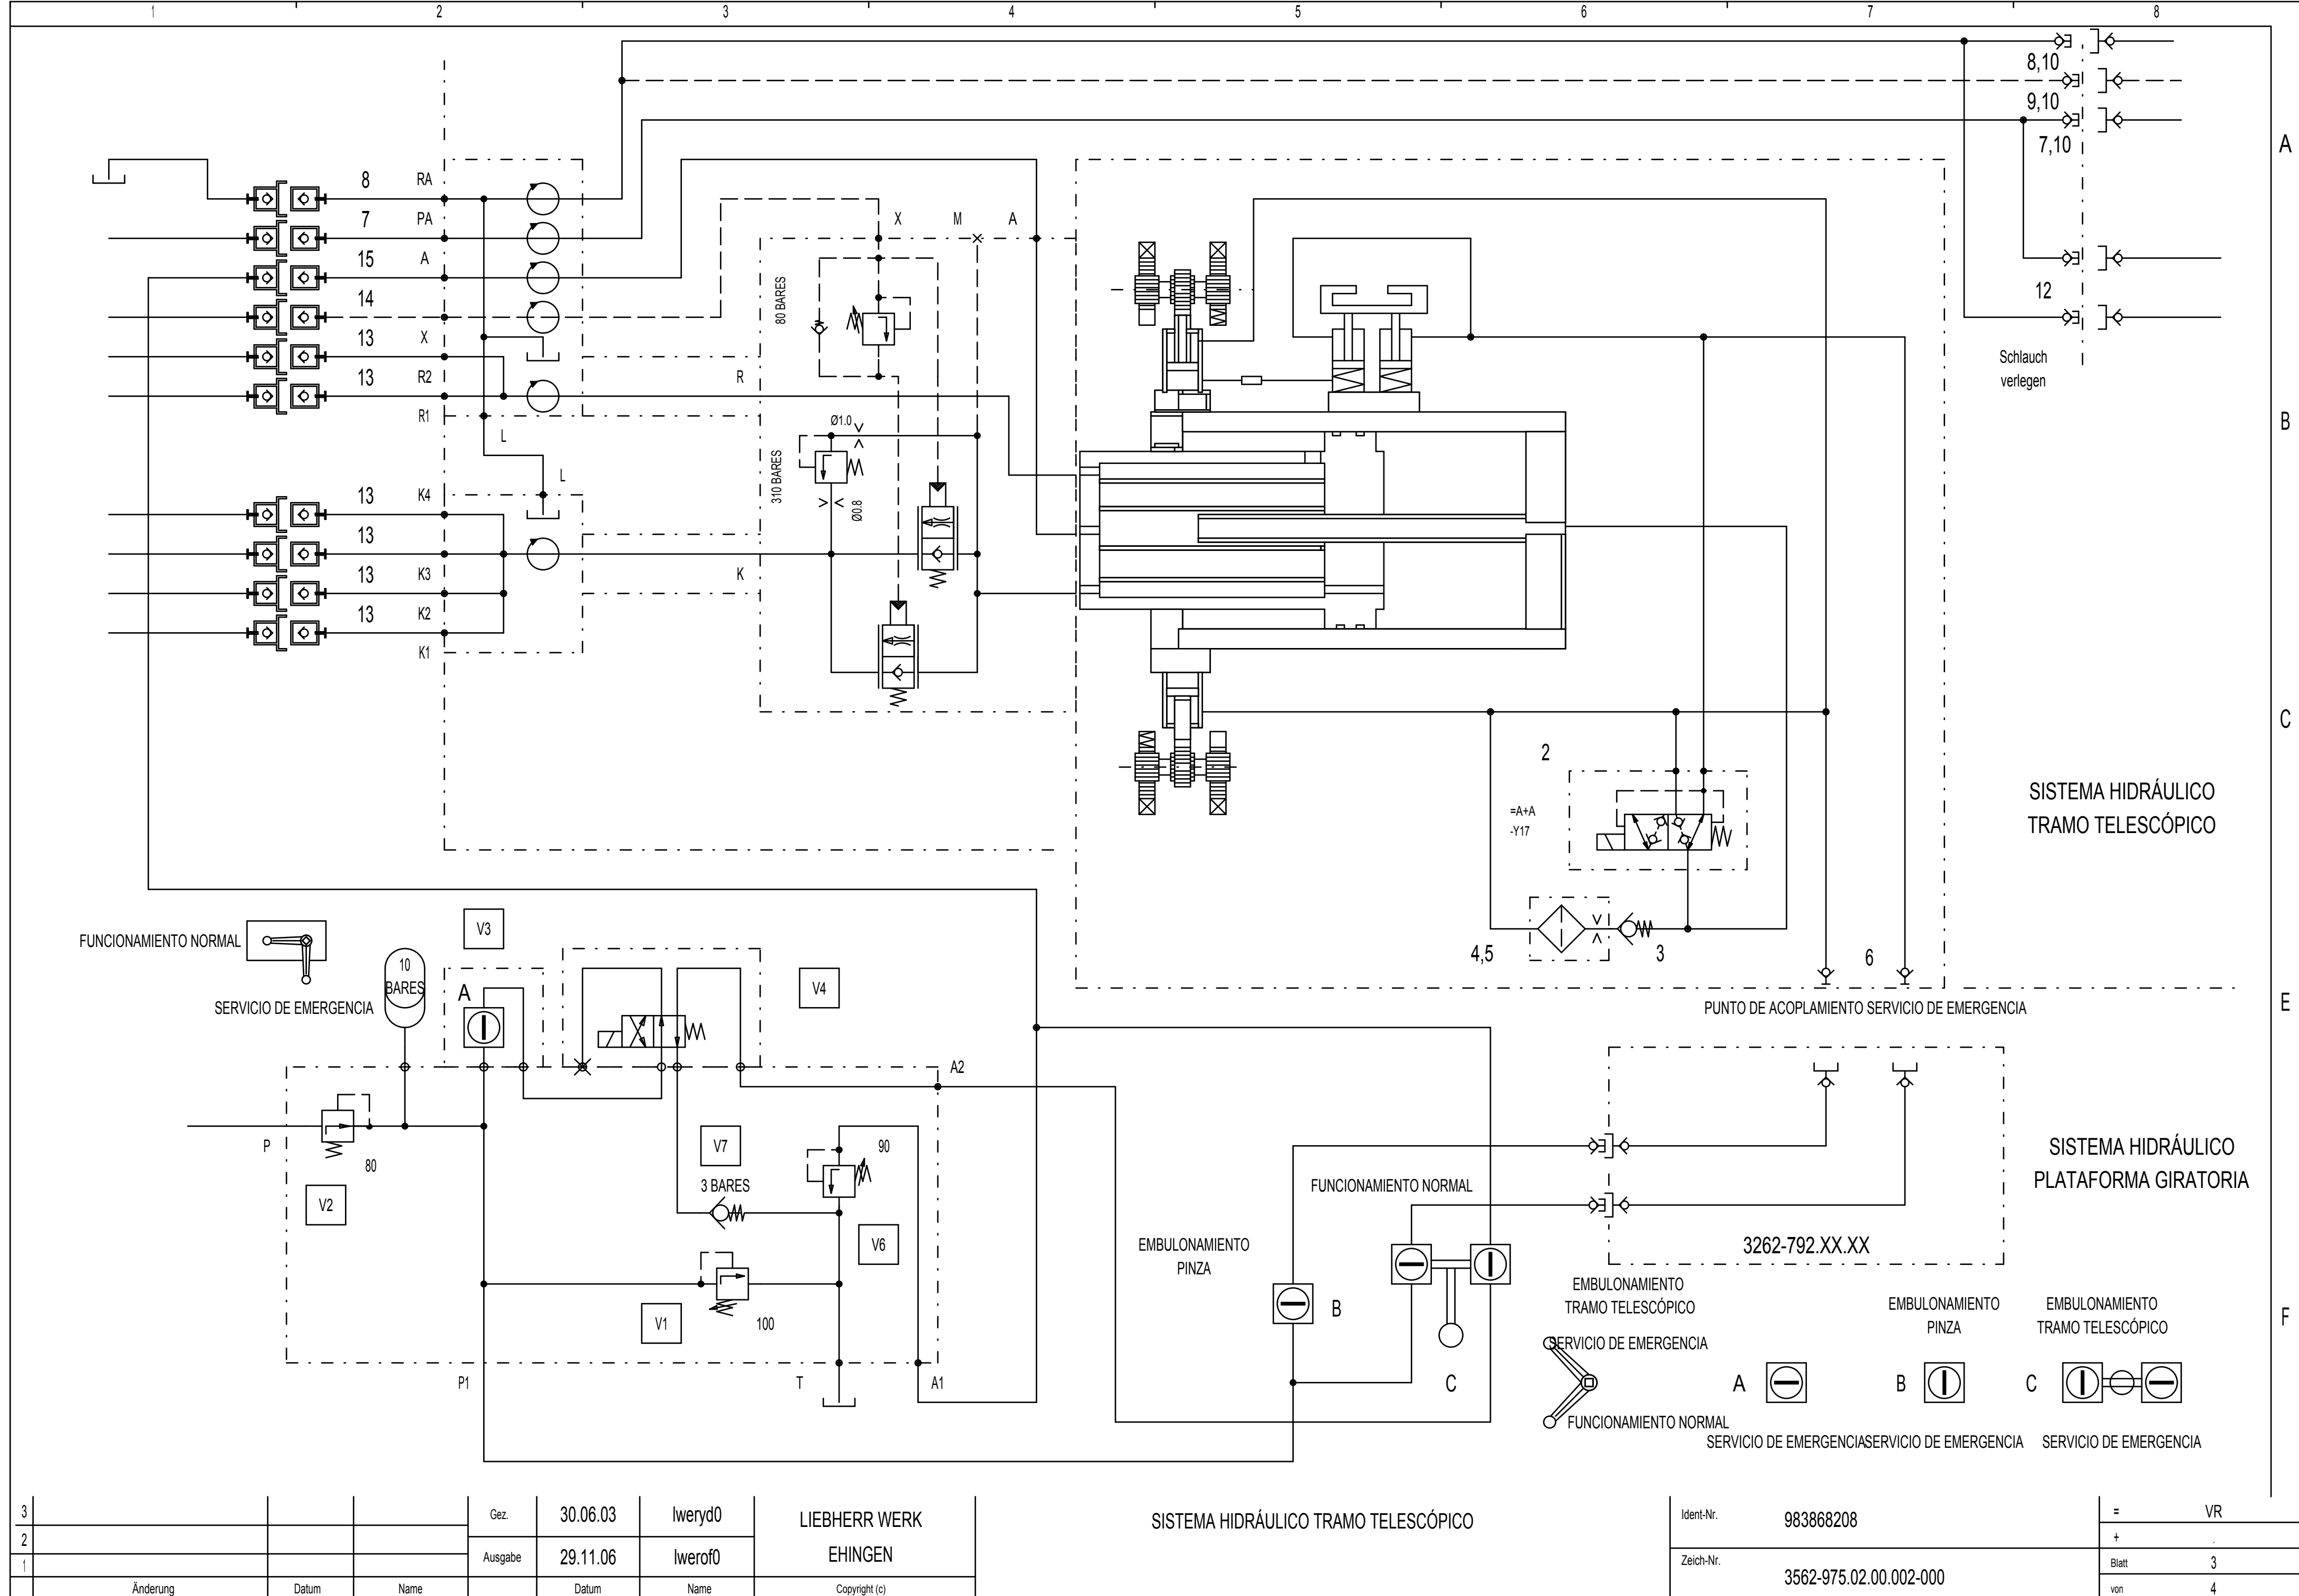 1 2 3 4 5 6 7 8
8,10
9,10
7,10
A
8 RA
7 PA
15 A
14
X
13
13 R2
R1
L
L
X M A
80 BARES
R
Ø1.0
310 BARES
Ø0.8
12
Schlauch
verlegen
B
13 K4
13
13 K3
13 K2
K1
K
C
2
=A+A
-Y17
SISTEMA HIDRÁULICO
TRAMO TELESCÓPICO
4,5
3
6
FUNCIONAMIENTO NORMAL
SERVICIO DE EMERGENCIA
10
BARES
V3
A
V4
E
PUNTO DE ACOPLAMIENTO SERVICIO DE EMERGENCIA
A2
P
80
V2
V7
3 BARES
90
V6
V1
100
P1
T
A1
SISTEMA HIDRÁULICO
PLATAFORMA GIRATORIA
FUNCIONAMIENTO NORMAL
EMBULONAMIENTO
PINZA
B
C
3262-792.XX.XX
EMBULONAMIENTO
TRAMO TELESCÓPICO
SERVICIO DE EMERGENCIA
FUNCIONAMIENTO NORMAL
EMBULONAMIENTO
PINZA
EMBULONAMIENTO
TRAMO TELESCÓPICO
F
A
B
C
SERVICIO DE EMERGENCIA
SERVICIO DE EMERGENCIA
SERVICIO DE EMERGENCIA
3
2
1
Änderung Datum Name
Gez. 30.06.03 lweryd0
Ausgabe 29.11.06 lwerof0
Datum Name
LIEBHERR WERK
EHINGEN
Copyright (c)
SISTEMA HIDRÁULICO TRAMO TELESCÓPICO
Ident-Nr. 983868208
Zeich-Nr. 3562-975.02.00.002-000
= VR
+ .
Blatt 3
von 4